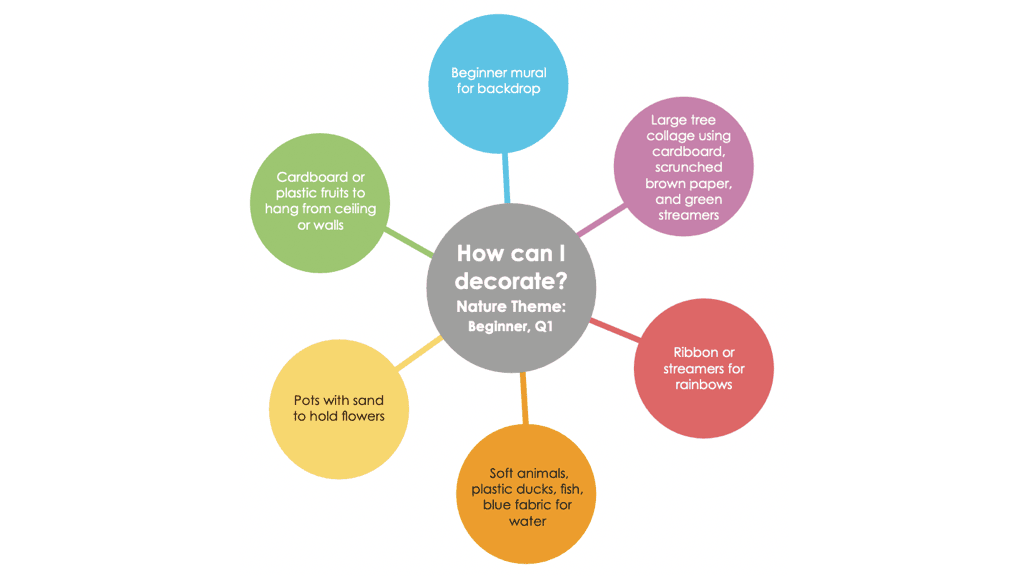 Beginner mural
for backdrop
Large tree
collage using
cardboard,
scrunched
brown paper,
and green
streamers
Cardboard or
plastic fruits to
hang from ceiling
or walls
How can I
decorate?
Nature Theme:
Beginner, Q1
Ribbon or
streamers for
rainbows
Pots with sand
to hold flowers
Soft animals,
plastic ducks, fish,
blue fabric for
water